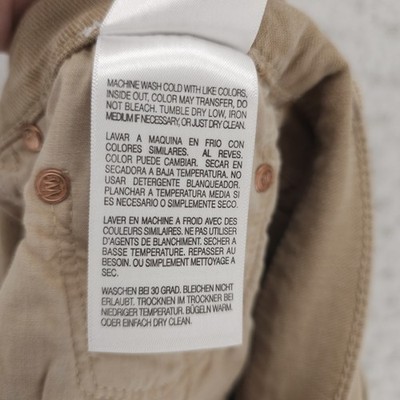 MACHINE WASH COLD WITH LIKE COLORS,
INSIDE OUT, COLOR MAY TRANSFER, DO
NOT BLEACH. TUMBLE DRY LOW, IRON
MEDIUM IF NECESSARY, OR JUST DRY CLEAN.
LAVAR A MAQUINA EN FRIO CON
COLORES SIMILARES. AL REVES.
COLOR PUEDE CAMBIAR. SECAR EN
SECADORA A BAJA TEMPERATURA. NO
USAR DETERGENTE BLANQUEADOR.
PLANCHAR A TEMPERATURA MEDIA SI
ES NECESARIO O SIMPLEMENTE SECO.
LAVER EN MACHINE A FROID AVEC DES
COULEURS SIMILAIRES. NE PAS UTILISER
D'AGENTS DE BLANCHIMENT. SECHER A
BASSE TEMPERATURE. REPASSER AU
BESOIN. OU SIMPLEMENT METTOYAGE A
SEC.
WASCHEN BEI 30 GRAD. BLEICHEN NICHT
ERLAUBT. TROCKNEN IM TROCKNER BEI
NIEDRIGER TEMPERATUR. BÜGELN WARM.
ODER EINFACH DRY CLEAN.